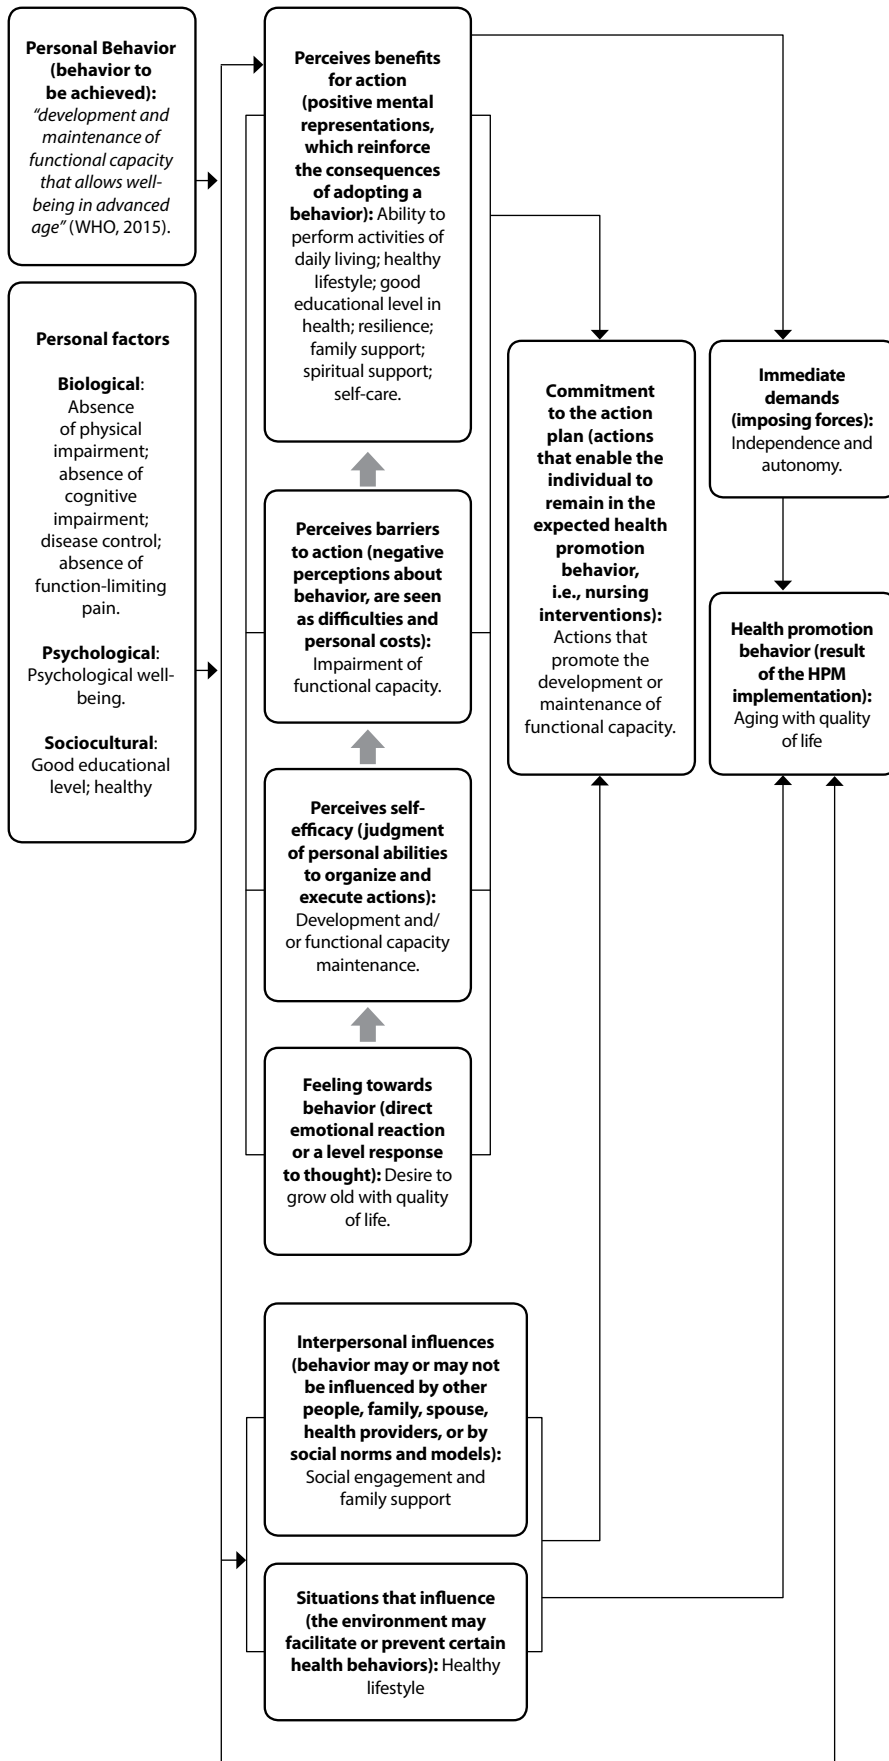 Personal Behavior
(behavior to
be achieved):
“development and
maintenance of
functional capacity
that allows well-
being in advanced
age” (WHO, 2015).
Personal factors
Biological:
Absence
of physical
impairment;
absence of
cognitive
impairment;
disease control;
absence of
function-limiting
pain.
Psychological:
Psychological well-
being.
Sociocultural:
Good educational
level; healthy
Perceives benefits
for action
(positive mental
representations,
which reinforce
the consequences
of adopting a
behavior): Ability to
perform activities of
daily living; healthy
lifestyle; good
educational level in
health; resilience;
family support;
spiritual support;
self-care.
Perceives barriers
to action (negative
perceptions about
behavior, are seen
as difficulties and
personal costs):
Impairment of
functional capacity.
Perceives self-
efficacy (judgment
of personal abilities
to organize and
execute actions):
Development and/
or functional capacity
maintenance.
Feeling towards
behavior (direct
emotional reaction
or a level response
to thought): Desire to
grow old with quality
of life.
Interpersonal influences
(behavior may or may not
be influenced by other
people, family, spouse,
health providers, or by
social norms and models):
Social engagement and
family support
Situations that influence
(the environment may
facilitate or prevent certain
health behaviors): Healthy
lifestyle
Commitment
to the action
plan (actions
that enable the
individual to
remain in the
expected health
promotion
behavior,
i.e., nursing
interventions):
Actions that
promote the
development or
maintenance of
functional capacity.
Immediate
demands
(imposing forces):
Independence and
autonomy.
Health promotion
behavior (result
of the HPM
implementation):
Aging with quality
of life